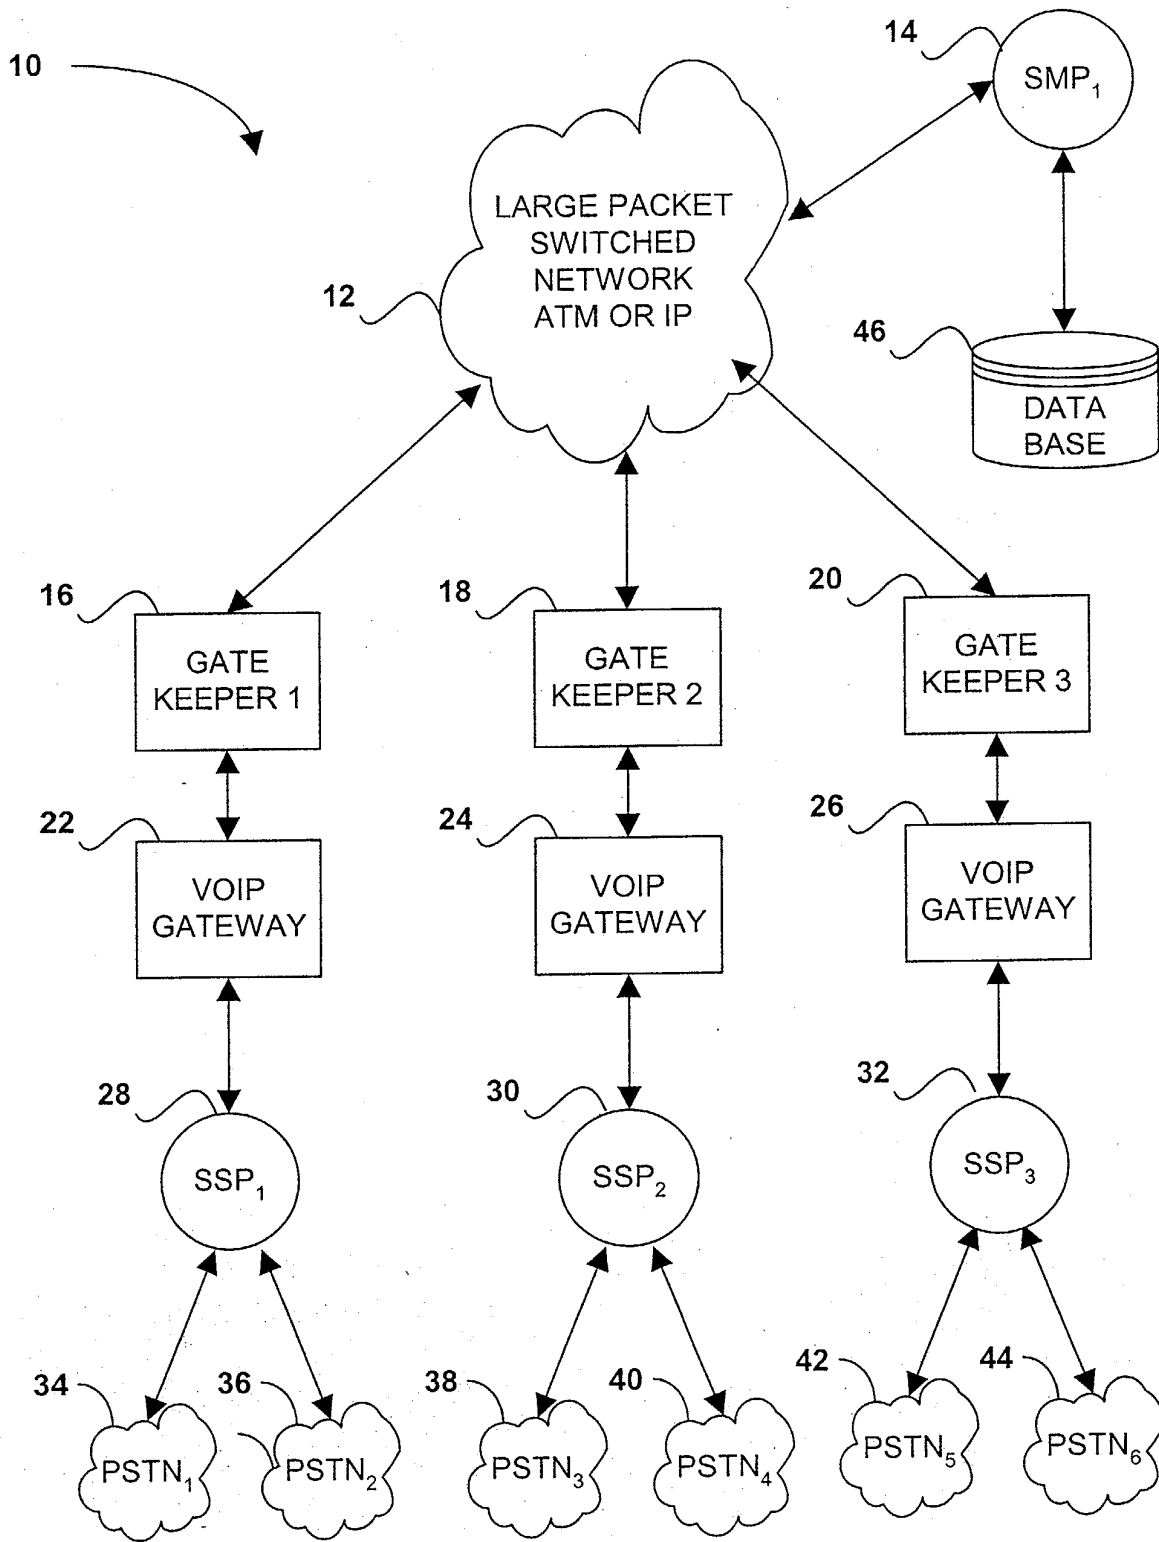 10
14
SMP1
LARGE PACKET
SWITCHED
NETWORK
ATM OR IP
12
46
DATA
BASE
16
18
20
GATE
KEEPER 1
GATE
KEEPER 2
GATE
KEEPER 3
22
24
26
VOIP
GATEWAY
VOIP
GATEWAY
VOIP
GATEWAY
28
30
32
SSP1
SSP2
SSP3
34
36
38
40
42
44
PSTN1
PSTN2
PSTN3
PSTN4
PSTN5
PSTN6